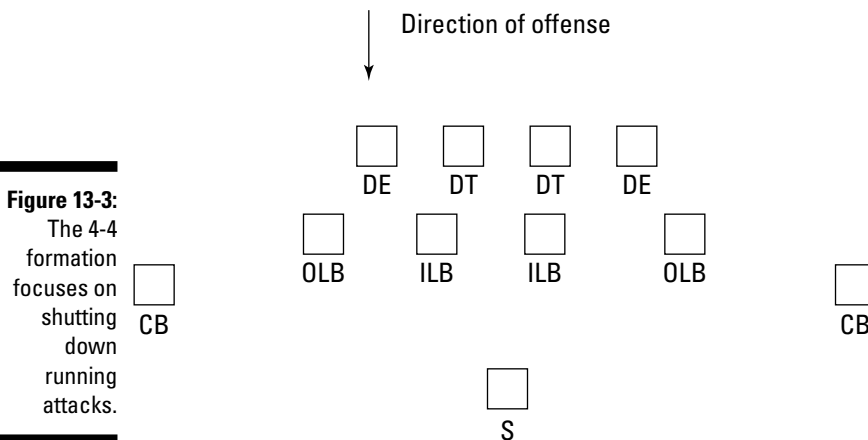 Direction of offense
DE DT DT DE
Figure 13-3:
The 4-4
formation
focuses on
shutting
down
running
attacks.
OLB ILB ILB OLB
CB CB
S